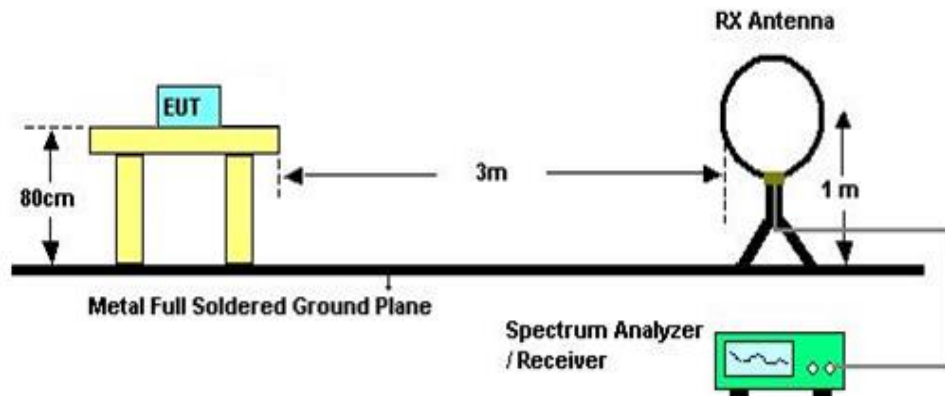 RX Antenna
EUT
3m
80cm
1 m
Metal Full Soldered Ground Plane
Spectrum Analyzer
/ Receiver